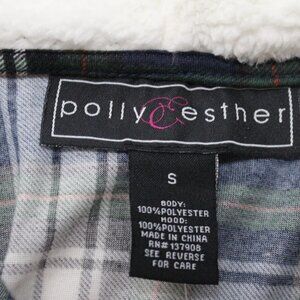 polly & esther
S
BODY:
100%POLYESTER
HOOD:
100%POLYESTER
MADE IN CHINA
RN# 137908
SEE REVERSE
FOR CARE